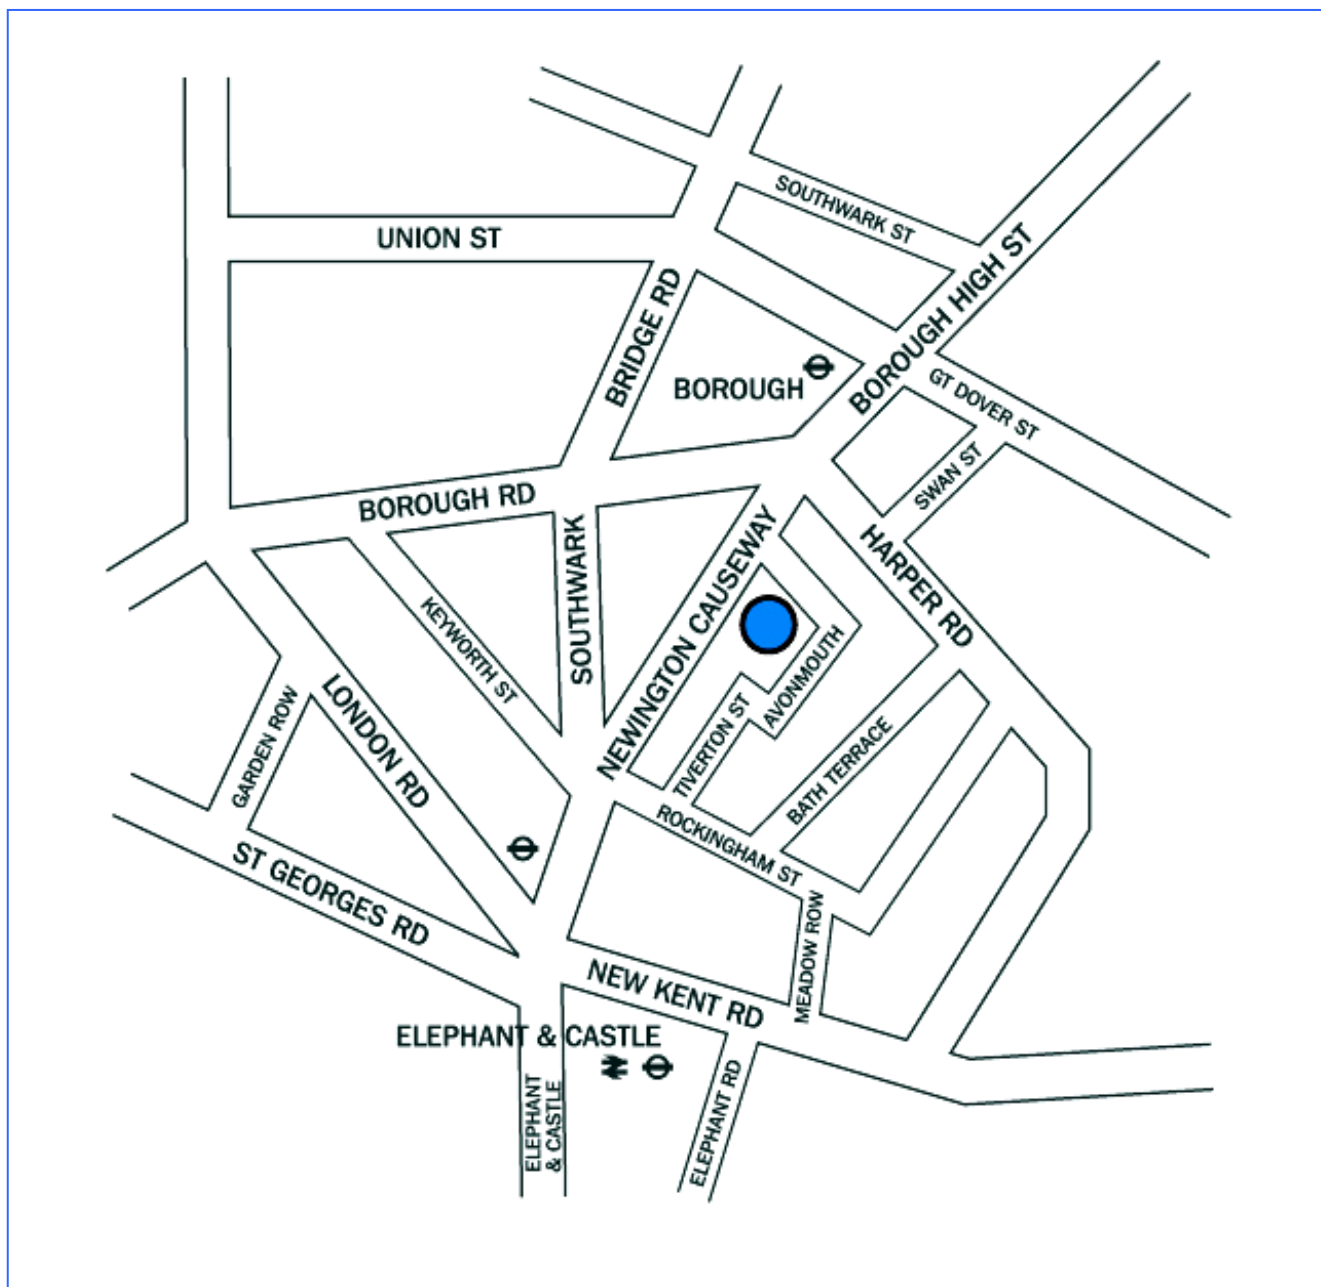 SOUTHWARK ST
UNION ST
BOROUGH HIGH ST
BRIDGE RD
BOROUGH
GT DOVER ST
SWAN ST
BOROUGH RD
HARPER RD
SOUTHWARK
NEWINGTON CAUSEWAY
KEYWORTH ST
AVONMOUTH
TIVERTON ST
GARDEN ROW
LONDON RD
BATH TERRACE
ROCKINGHAM ST
ST GEORGES RD
MEADOW ROW
NEW KENT RD
ELEPHANT & CASTLE
ELEPHANT
& CASTLE
ELEPHANT RD